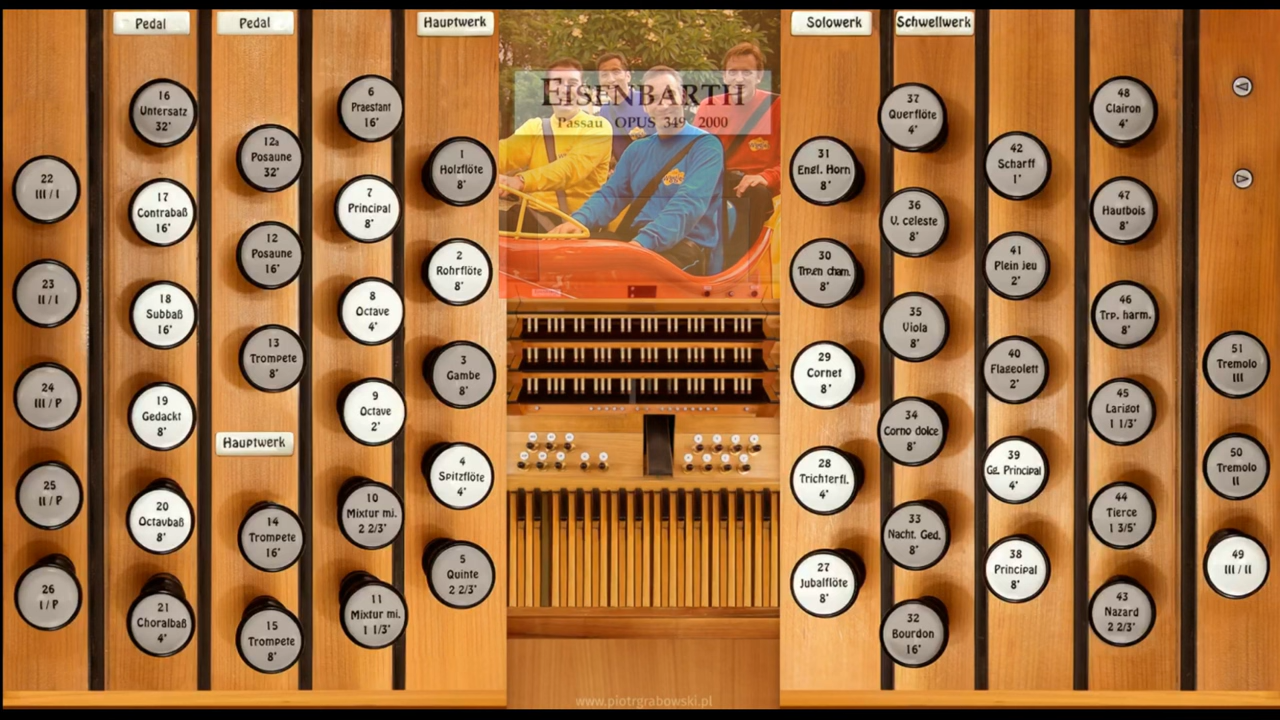 Pedal
Pedal
Hauptwerk
EISENBARTH
Passau OPUS 349 2000
Solowerk
Schwellwerk
22
III / I
23
II / I
24
III / P
25
II / P
26
I / P
16
Untersatz
32'
17
Contrabaß
16'
18
Subbaß
16'
19
Gedackt
8'
20
Octavbaß
8'
21
Choralbaß
4'
12a
Posaune
32'
12
Posaune
16'
13
Trompete
8'
Hauptwerk
14
Trompete
16'
15
Trompete
8'
6
Praestant
16'
7
Principal
8'
8
Octave
4'
9
Octave
2'
10
Mixtur mi.
2 2/3'
11
Mixtur mi.
1 1/3'
1
Holzflöte
8'
2
Rohrflöte
8'
3
Gambe
8'
4
Spitzflöte
4'
5
Quinte
2 2/3'
31
Engl. Horn
8'
30
Trp.en cham.
8'
29
Cornet
8'
28
Trichterfl.
4'
27
Jubalflöte
8'
37
Querflöte
4'
36
V. celeste
8'
35
Viola
8'
34
Corno dolce
8'
33
Nacht. Ged.
8'
32
Bourdon
16'
42
Scharff
1'
41
Plein jeu
2'
40
Flageolett
2'
39
Gg. Principal
4'
38
Principal
8'
48
Clairon
4'
47
Hautbois
8'
46
Trp. harm.
8'
45
Larigot
1 1/3'
44
Tierce
1 3/5'
43
Nazard
2 2/3'
51
Tremolo
III
50
Tremolo
II
49
III / II
www.piotrgrabowski.pl